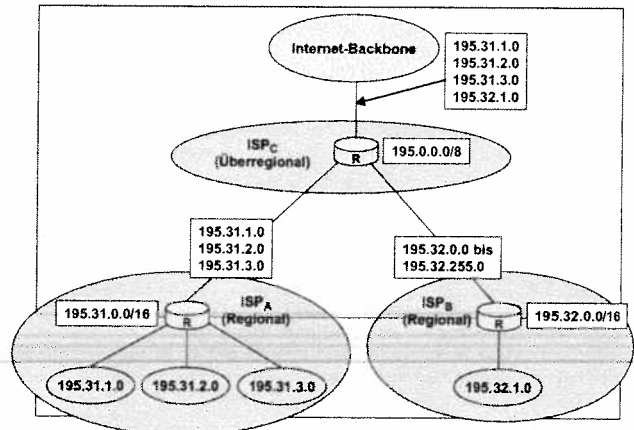 Internet-Backbone
195.31.1.0
195.31.2.0
195.31.3.0
195.32.1.0
ISPC
(Überregional)
R
195.0.0.0/8
195.31.1.0
195.31.2.0
195.31.3.0
195.32.0.0 bis
195.32.255.0
195.31.0.0/16
R
ISPA
(Regional)
ISPB
(Regional)
R
195.32.0.0/16
195.31.1.0
195.31.2.0
195.31.3.0
195.32.1.0